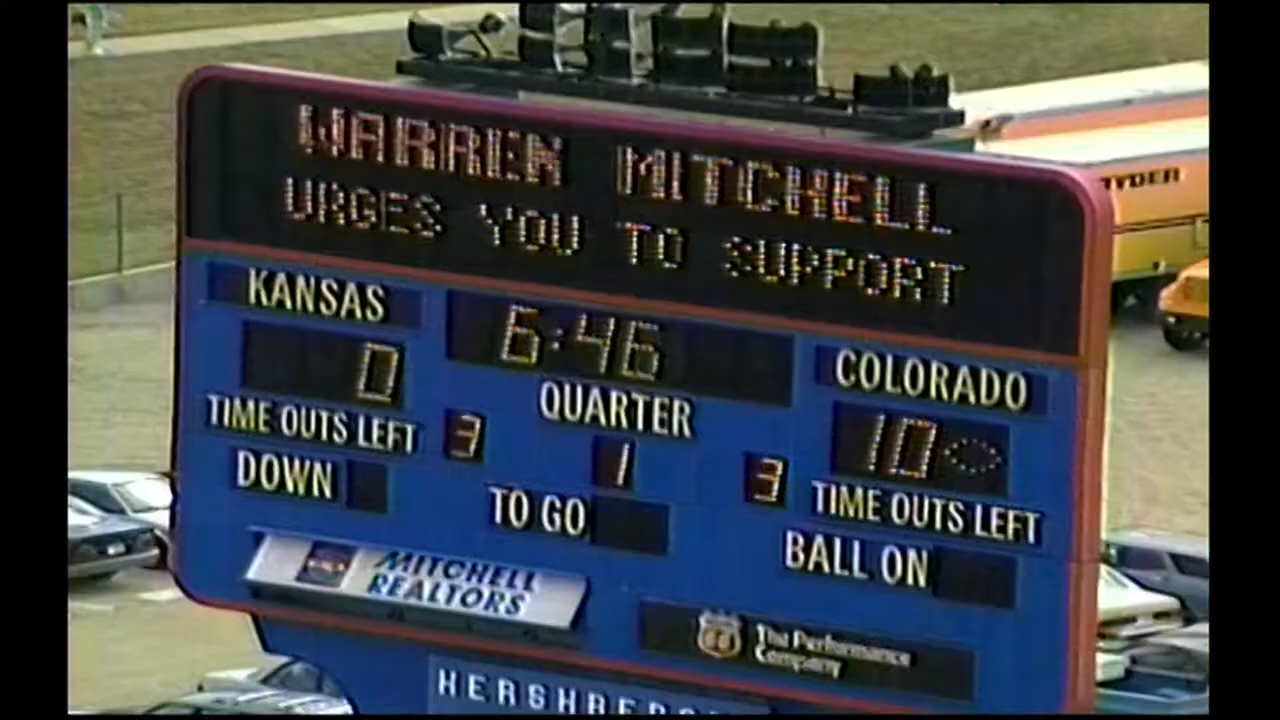 WARREN MITCHELL
URGES YOU TO SUPPORT
KANSAS
6:46
COLORADO
0
QUARTER
10
TIME OUTS LEFT 3
1
3 TIME OUTS LEFT
DOWN
TO GO
BALL ON
MITCHELL
REALTORS
66
The Performance
Company
RYDER